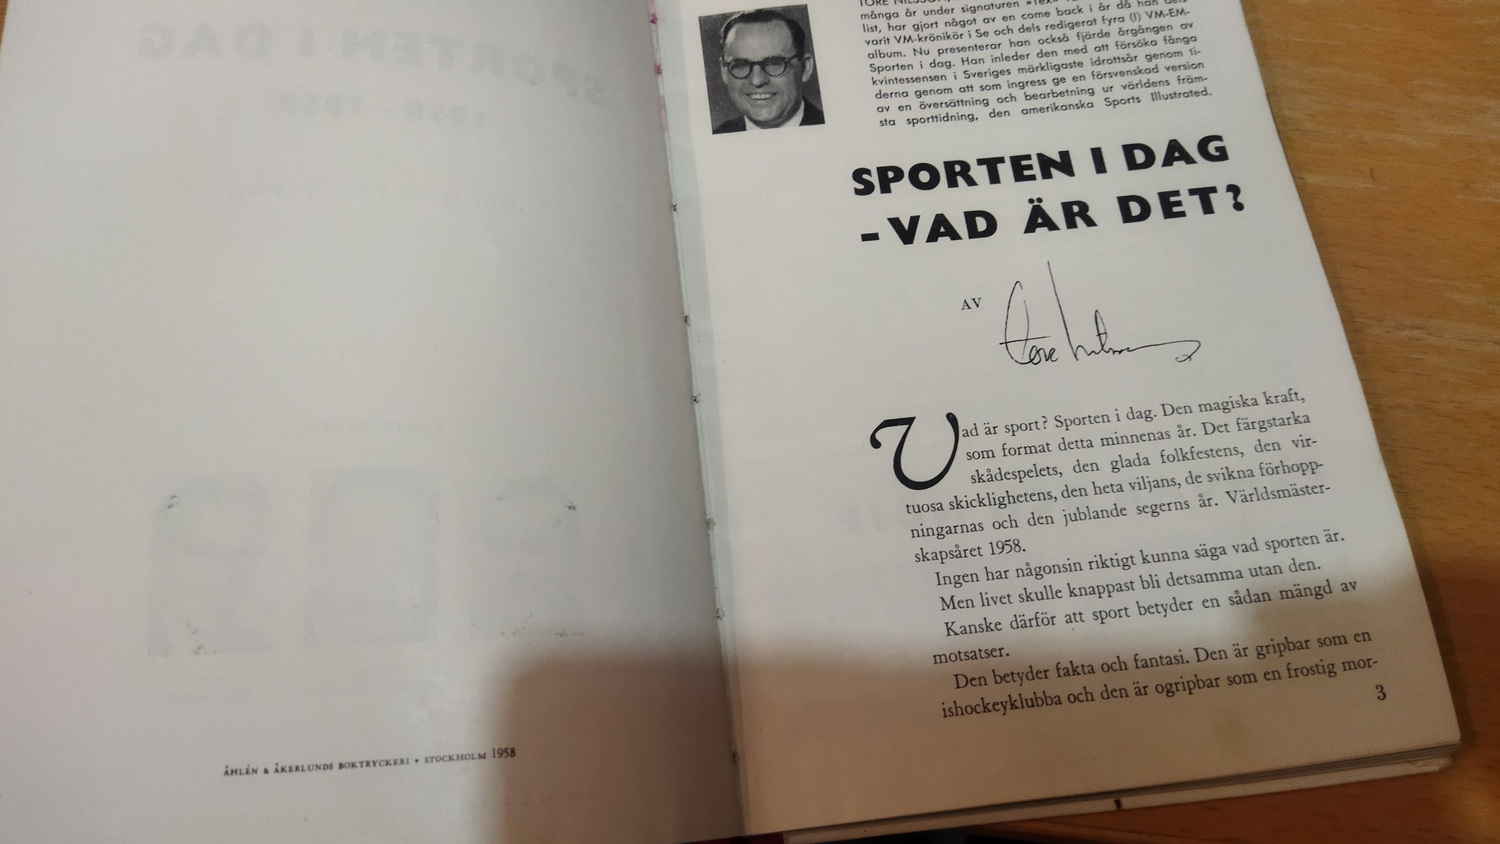 ÅHLÉN & ÅKERLUNDS BOKTRYCKERI • STOCKHOLM 1958
TORE NILSSON,
många år under signaturen »Tex»
list, har gjort något av en come back i år då han dels
varit VM-krönikör i Se och dels redigerat fyra (!) VM-EM-
album. Nu presenterar han också fjärde årgången av
Sporten i dag. Han inleder den med att försöka fånga
kvintessensen i Sveriges märkligaste idrottsår genom ti-
derna genom att som ingress ge en försvenskad version
av en översättning och bearbetning ur världens främ-
sta sporttidning, den amerikanska Sports Illustrated.
SPORTEN I DAG
– VAD ÄR DET?
AV
Tore Nilsson
Vad är sport? Sporten i dag. Den magiska kraft,
som format detta minnenas år. Det färgstarka
skådespelets, den glada folkfestens, den vir-
tuosa skicklighetens, den heta viljans, de svikna förhopp-
ningarnas och den jublande segerns år. Världsmäster-
skapsåret 1958.
Ingen har någonsin riktigt kunna säga vad sporten är.
Men livet skulle knappast bli detsamma utan den.
Kanske därför att sport betyder en sådan mängd av
motsatser.
Den betyder fakta och fantasi. Den är gripbar som en
ishockeyklubba och den är ogripbar som en frostig mor-
3